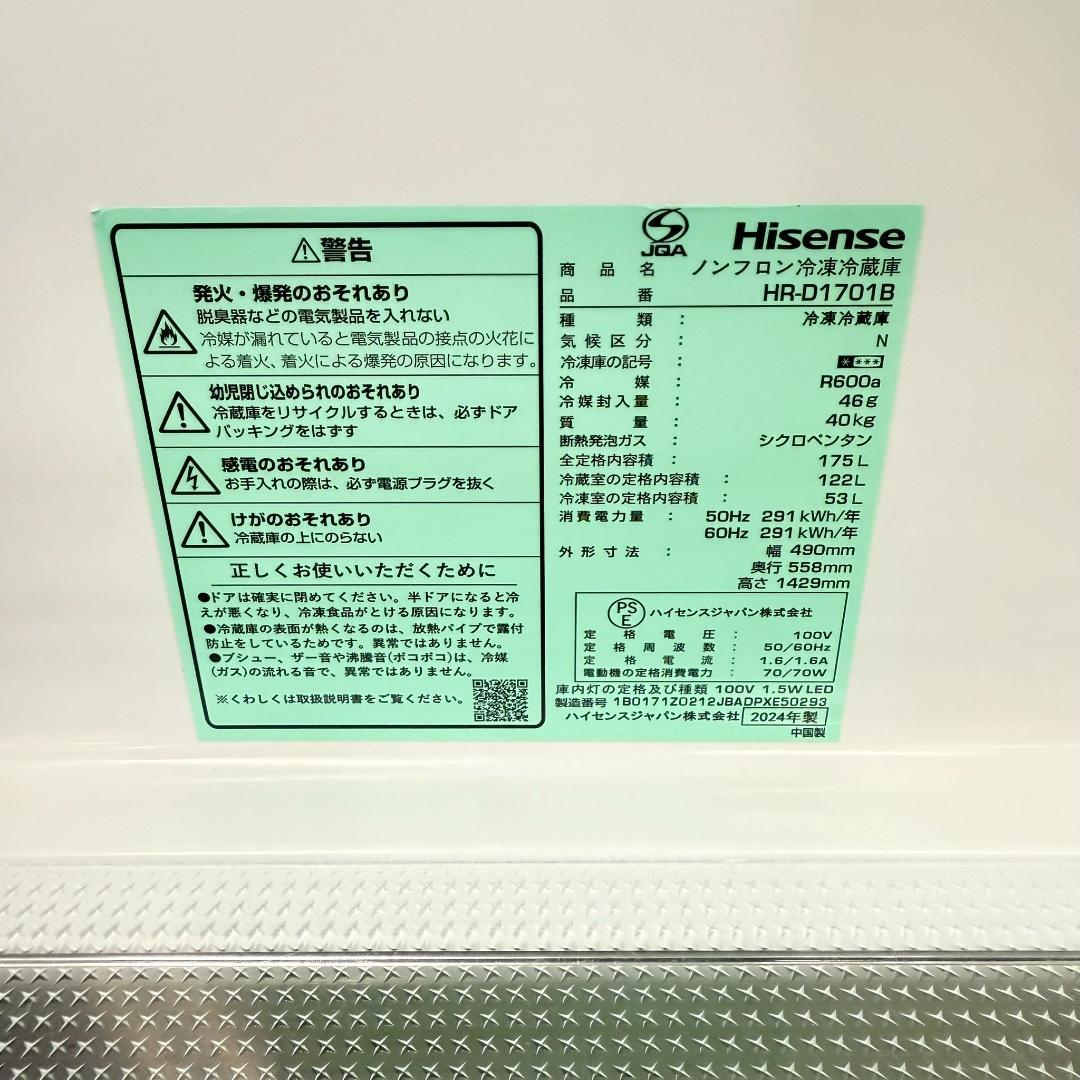 ⚠警告
発火・爆発のおそれあり
脱臭器などの電気製品を入れない
冷媒が漏れていると電気製品の接点の火花に
よる着火、着火による爆発の原因になります。
幼児閉じ込められのおそれあり
冷蔵庫をリサイクルするときは、必ずドア
パッキングをはずす
感電のおそれあり
お手入れの際は、必ず電源プラグを抜く
けがのおそれあり
冷蔵庫の上にのらない
正しくお使いいただくために
●ドアは確実に閉めてください。半ドアになると冷
えが悪くなり、冷凍食品がとける原因になります。
●冷蔵庫の表面が熱くなるのは、放熱パイプで露付
防止をしているためです。異常ではありません。
●プシュー、ザー音や沸騰音(ボコボコ)は、冷媒
(ガス)の流れる音で、異常ではありません。
※くわしくは取扱説明書をご覧ください。
JQA
Hisense
商品名 ノンフロン冷凍冷蔵庫
品番 HR-D1701B
種類 : 冷凍冷蔵庫
気候区分 : N
冷凍庫の記号 : ****
冷媒 : R600a
冷媒封入量 : 46g
質量 : 40kg
断熱発泡ガス : シクロペンタン
全定格内容積 : 175L
冷蔵室の定格内容積 : 122L
冷凍室の定格内容積 : 53L
消費電力量 : 50Hz 291kWh/年
60Hz 291kWh/年
外形寸法 : 幅 490mm
奥行 558mm
高さ 1429mm
PS
E
ハイセンスジャパン株式会社
定格電圧 : 100V
定格周波数 : 50/60Hz
定格電流 : 1.6/1.6A
電動機の定格消費電力 : 70/70W
庫内灯の定格及び種類 100V 1.5W LED
製造番号 1B0171Z0212JBADPXE50293
ハイセンスジャパン株式会社 2024年製
中国製